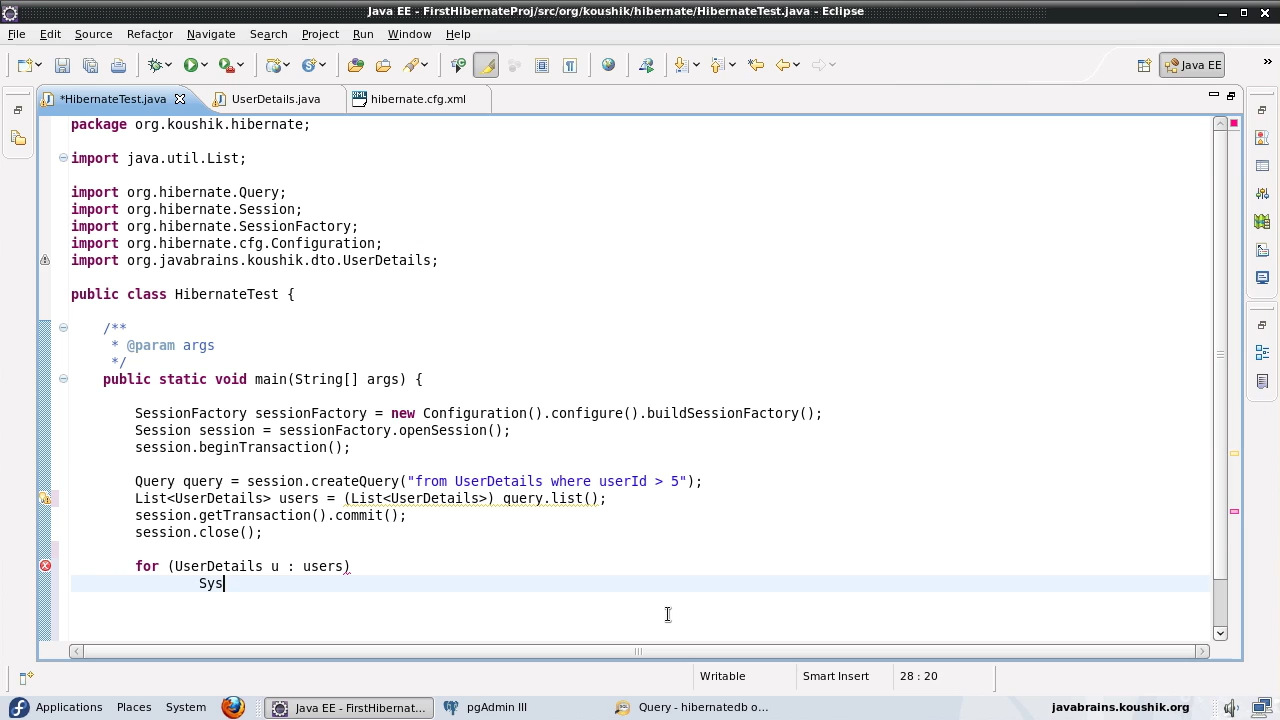 Java EE - FirstHibernateProj/src/org/koushik/hibernate/HibernateTest.java - Eclipse
File Edit Source Refactor Navigate Search Project Run Window Help
Java EE
*HibernateTest.java UserDetails.java hibernate.cfg.xml
package org.koushik.hibernate;
import java.util.List;
import org.hibernate.Query;
import org.hibernate.Session;
import org.hibernate.SessionFactory;
import org.hibernate.cfg.Configuration;
import org.javabrains.koushik.dto.UserDetails;
public class HibernateTest {
/**
* @param args
*/
public static void main(String[] args) {
SessionFactory sessionFactory = new Configuration().configure().buildSessionFactory();
Session session = sessionFactory.openSession();
session.beginTransaction();
Query query = session.createQuery("from UserDetails where userId > 5");
List<UserDetails> users = (List<UserDetails>) query.list();
session.getTransaction().commit();
session.close();
for (UserDetails u : users)
Sys
Writable Smart Insert 28 : 20
Applications Places System Java EE - FirstHibernat... pgAdmin III Query - hibernatedb o... javabrains.koushik.org